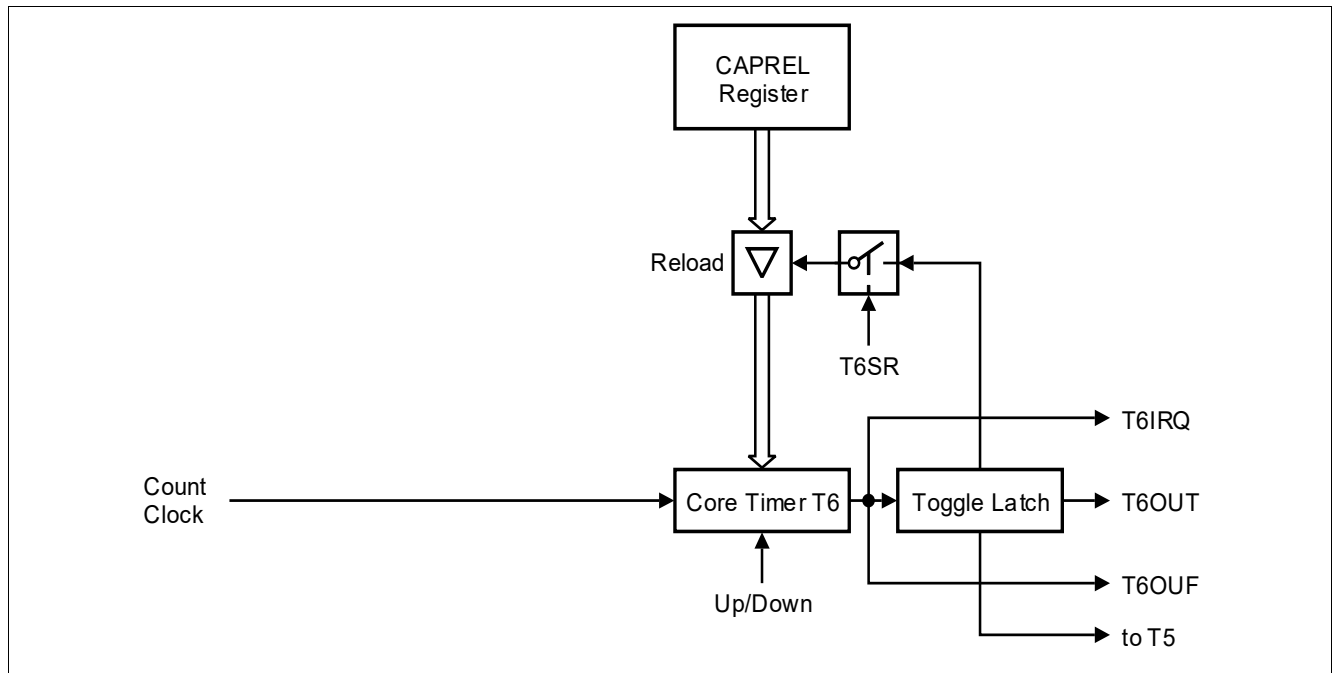 CAPREL
Register
Reload
T6SR
T6IRQ
Count
Clock
Core Timer T6
Toggle Latch
T6OUT
Up/Down
T6OUF
to T5